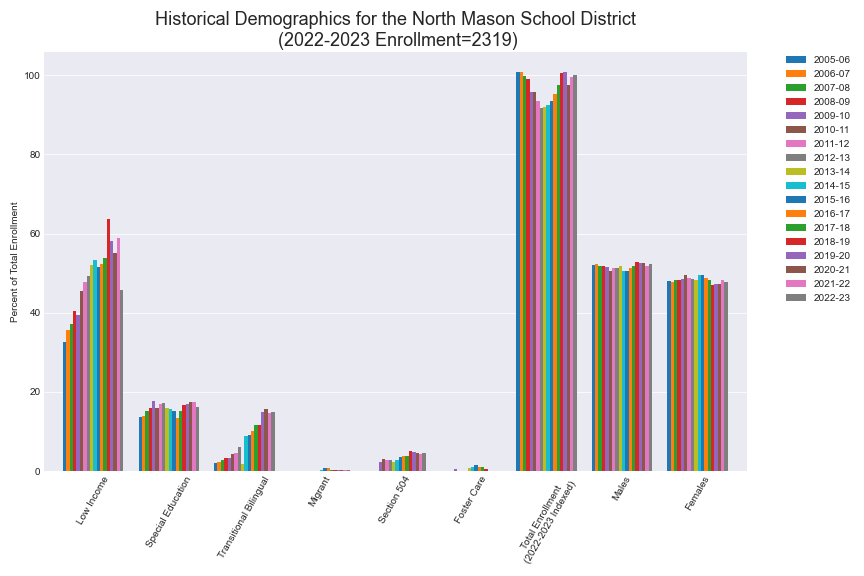 Historical Demographics for the North Mason School District
(2022-2023 Enrollment=2319)
Percent of Total Enrollment
100
80
60
40
20
0
Low Income
Special Education
Transitional Bilingual
Migrant
Section 504
Foster Care
Total Enrollment
(2022-2023 Indexed)
Males
Females
2005-06
2006-07
2007-08
2008-09
2009-10
2010-11
2011-12
2012-13
2013-14
2014-15
2015-16
2016-17
2017-18
2018-19
2019-20
2020-21
2021-22
2022-23